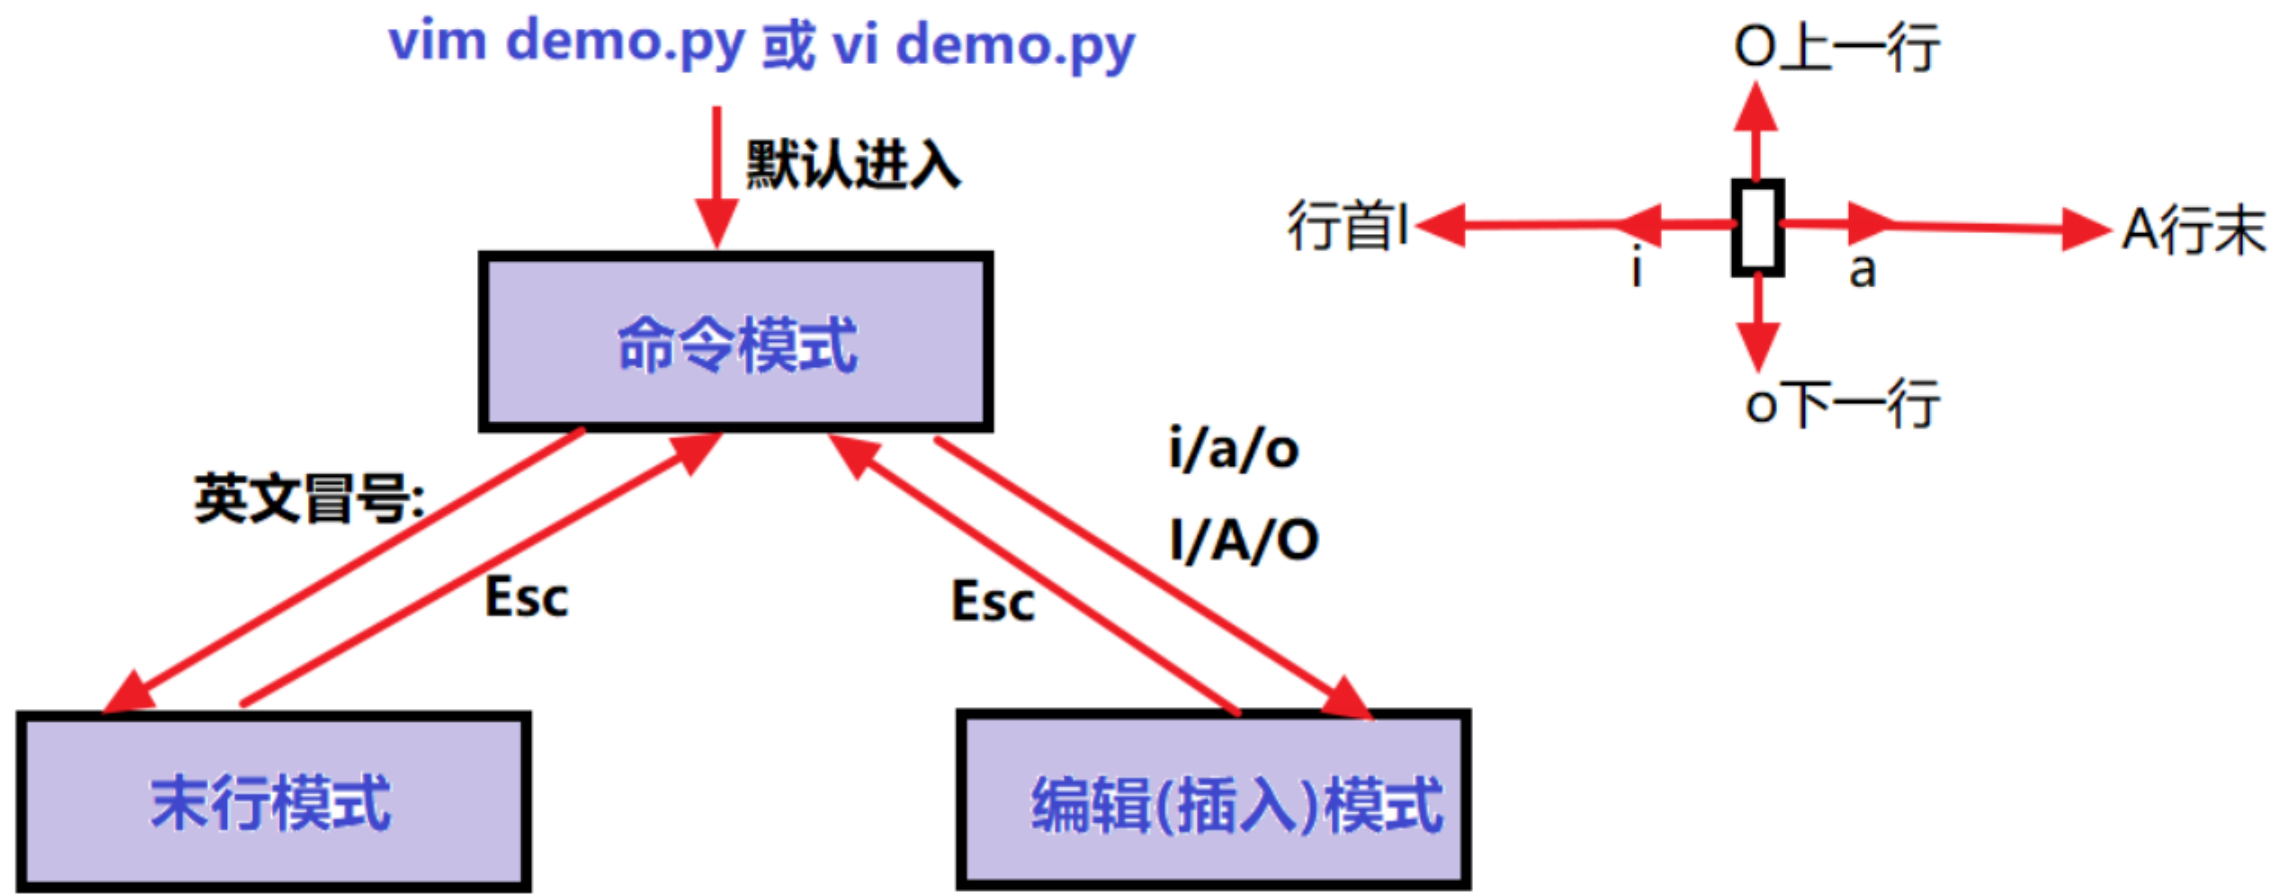 vim demo.py 或 vi demo.py
默认进入
命令模式
英文冒号:
Esc
Esc
i/a/o
I/A/O
末行模式
编辑(插入)模式
O上一行
行首I
i
a
A行末
o下一行